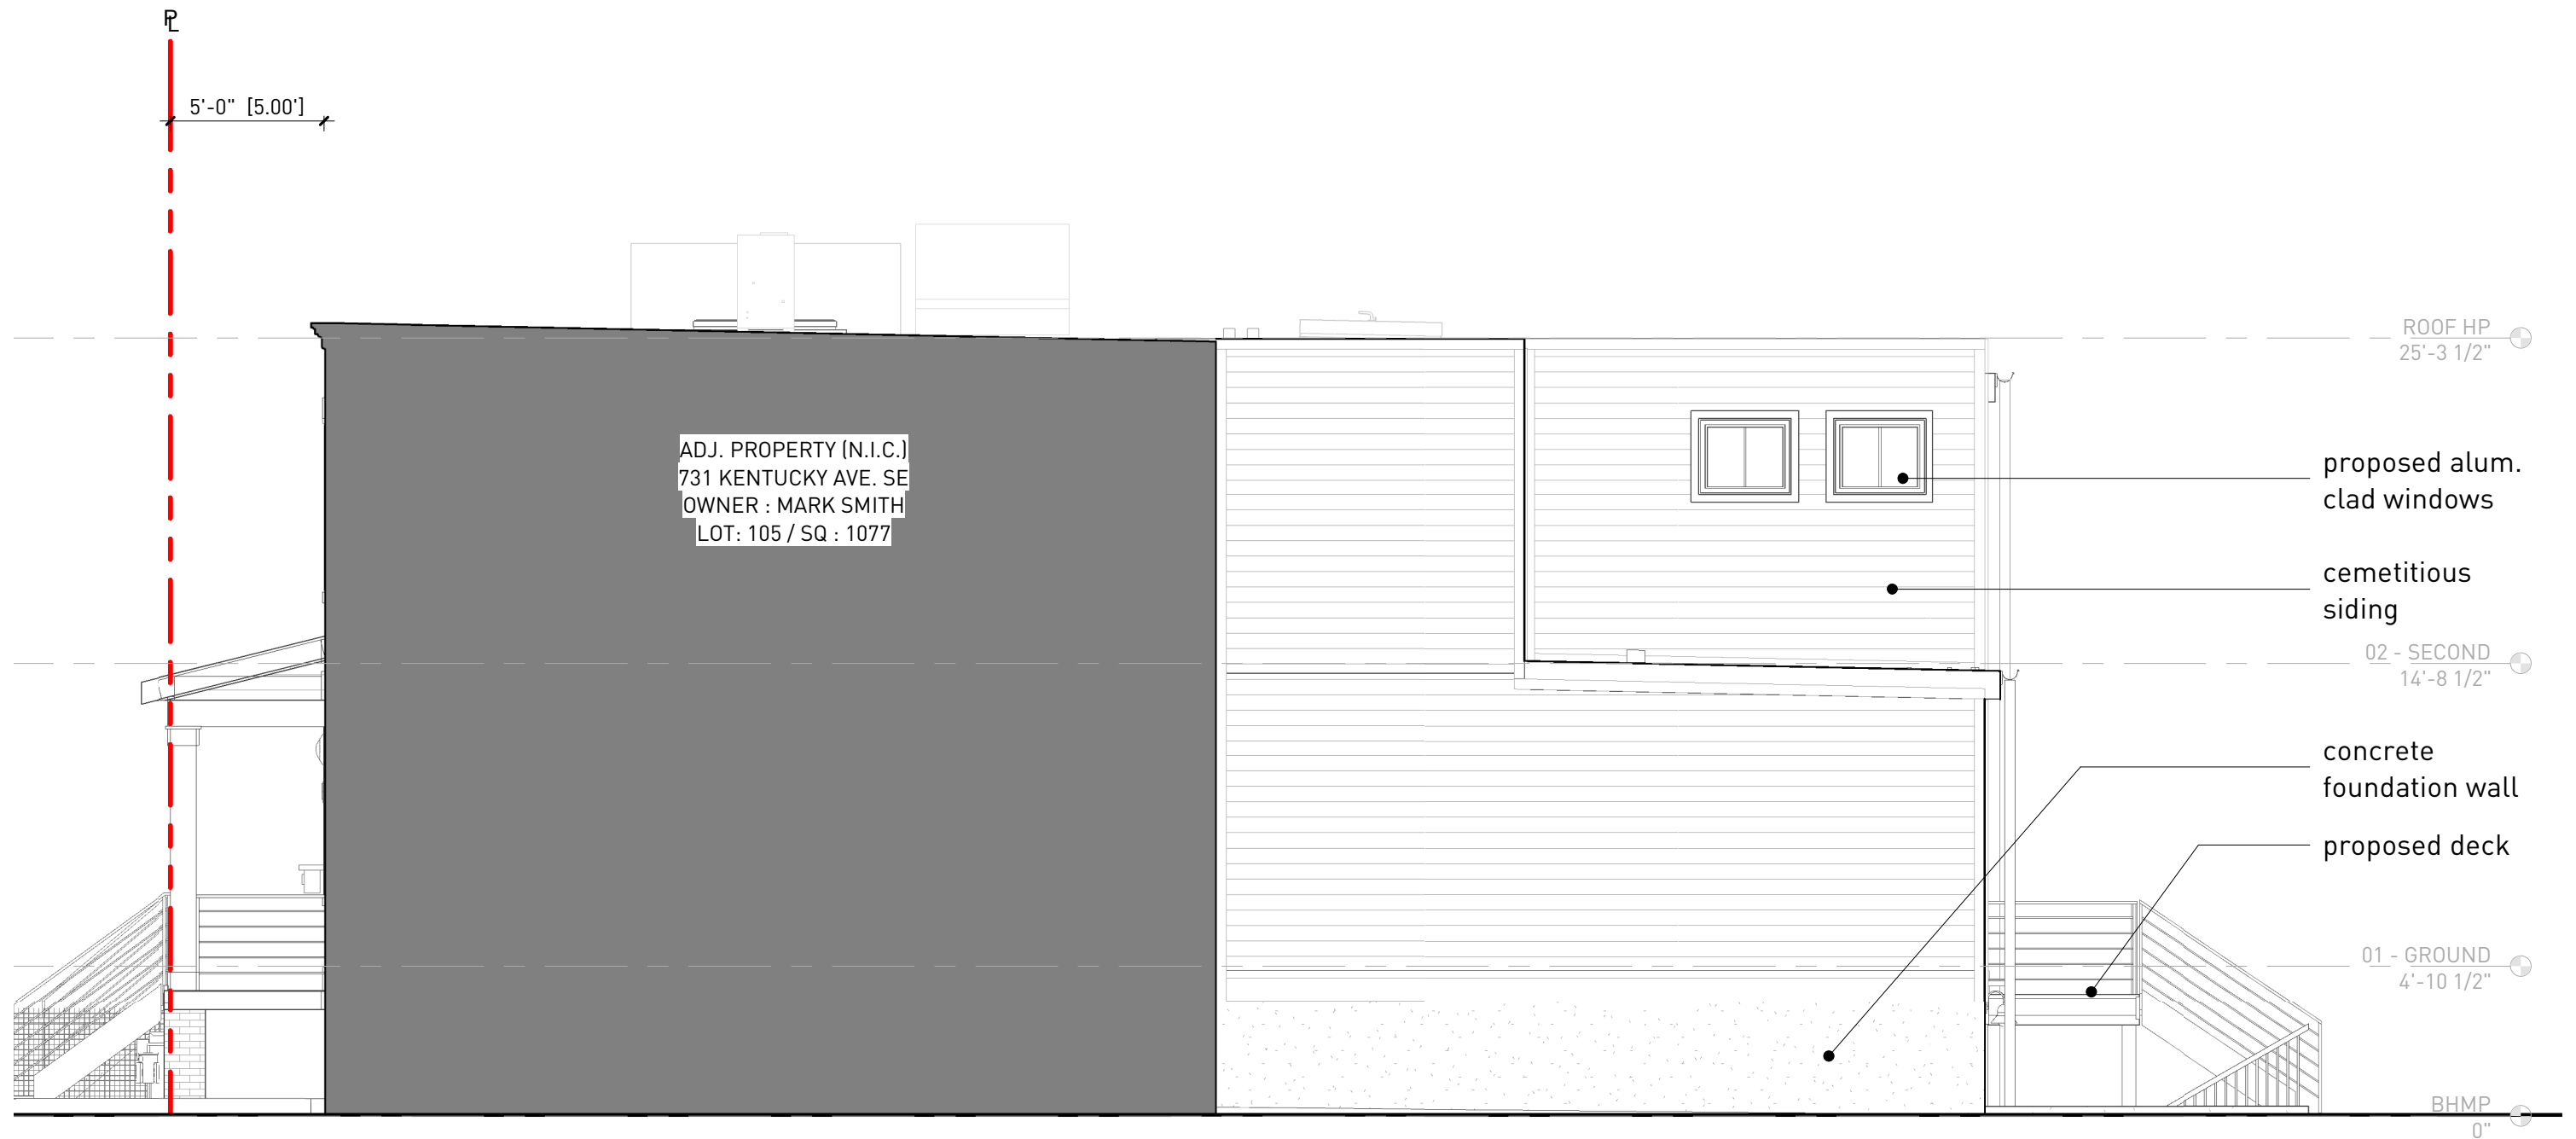 PL
5'-0" [5.00']
ADJ. PROPERTY (N.I.C.)
731 KENTUCKY AVE. SE
OWNER : MARK SMITH
LOT: 105 / SQ : 1077
ROOF HP
25'-3 1/2"
proposed alum.
clad windows
cemetitious
siding
02 - SECOND
14'-8 1/2"
concrete
foundation wall
proposed deck
01 - GROUND
4'-10 1/2"
BHMP
0"